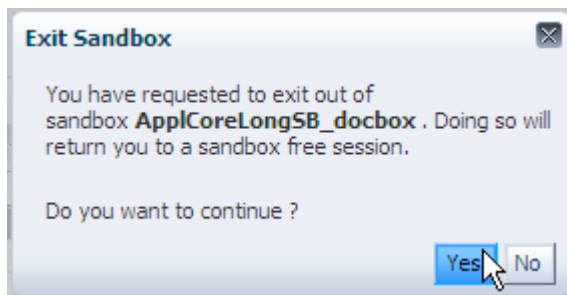 Exit Sandbox
You have requested to exit out of
sandbox ApplCoreLongSB_docbox . Doing so will
return you to a sandbox free session.
Do you want to continue ?
Yes No